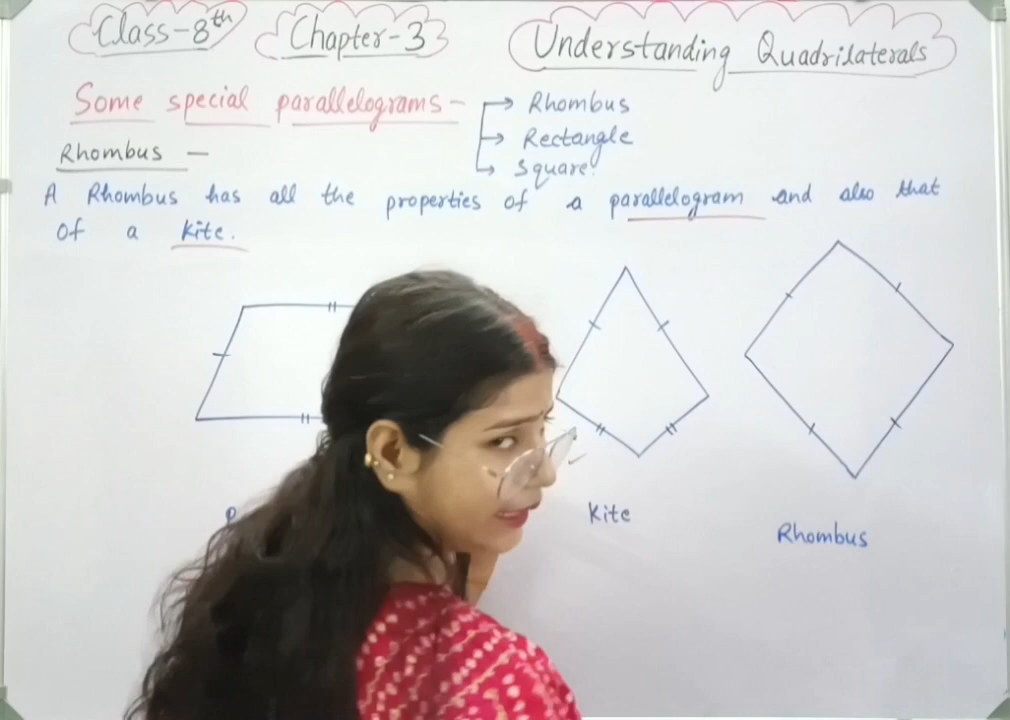 Class-8th Chapter-3 Understanding Quadrilaterals
Some special parallelograms -
Rhombus
Rectangle
Square.
Rhombus -
A Rhombus has all the properties of a parallelogram and also that
of a kite.
Kite
Rhombus